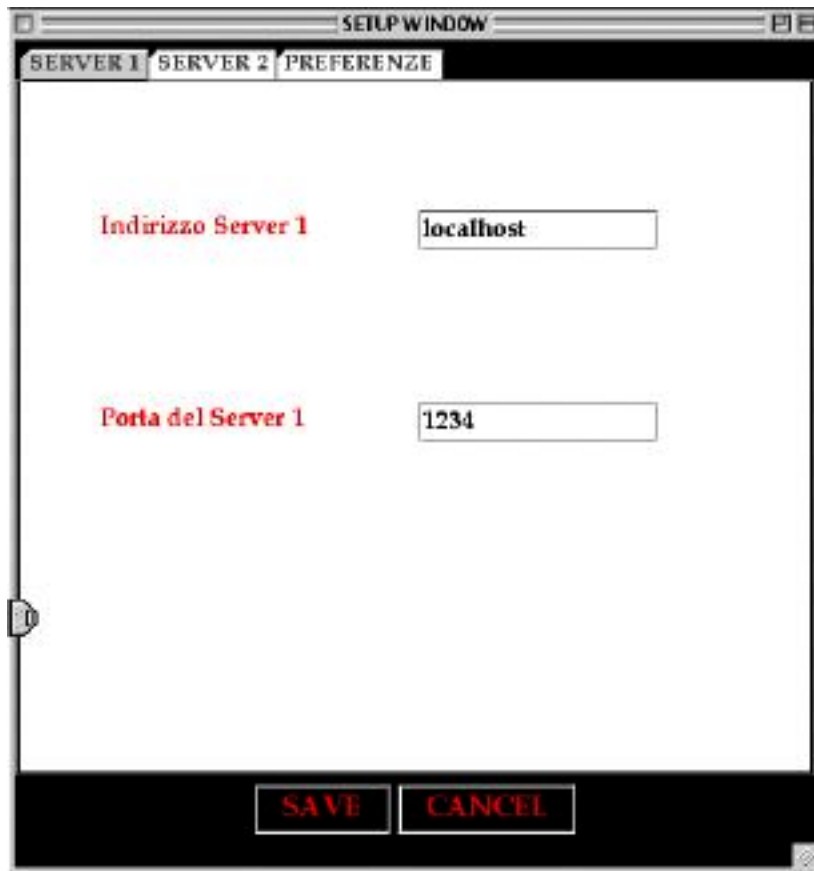 SETUP WINDOW
SERVER 1 SERVER 2 PREFERENZE
Indirizzo Server 1 localhost
Porta del Server 1 1234
SAVE CANCEL